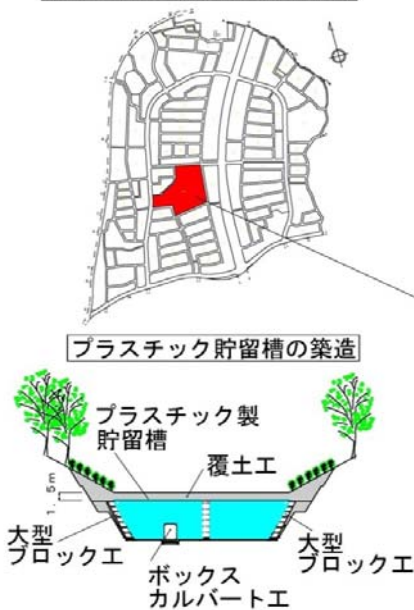 プラスチック貯留槽の築造
プラスチック製
貯留槽
覆土工
1.5m
大型
ブロック工
ボックス
カルバート工
大型
ブロック工